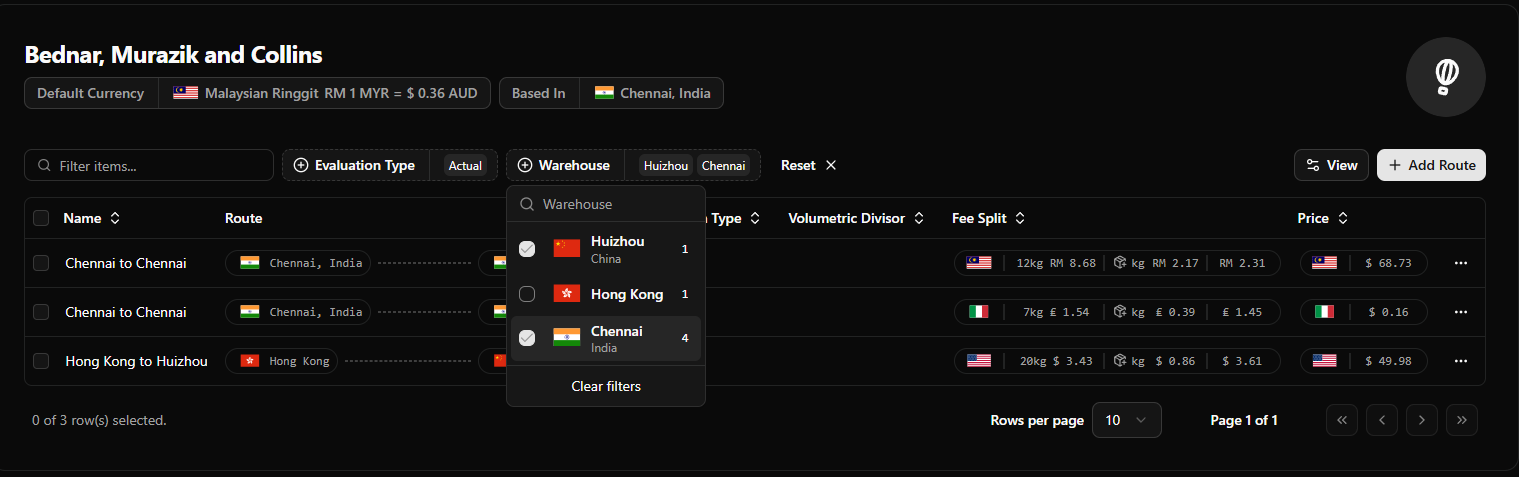 Bednar, Murazik and Collins
Default Currency Malaysian Ringgit RM 1 MYR = $ 0.36 AUD Based In Chennai, India
Filter items... Evaluation Type Actual Warehouse Huizhou Chennai Reset View Add Route
Warehouse
Name Route Type Volumetric Divisor Fee Split Price
Huizhou 1
China
Chennai to Chennai Chennai, India 12kg RM 8.68 kg RM 2.17 RM 2.31 $ 68.73
Hong Kong 1
Chennai to Chennai Chennai, India 7kg £ 1.54 kg £ 0.39 £ 1.45 $ 0.16
Chennai 4
India
Hong Kong to Huizhou Hong Kong 20kg $ 3.43 kg $ 0.86 $ 3.61 $ 49.98
Clear filters
0 of 3 row(s) selected. Rows per page 10 Page 1 of 1